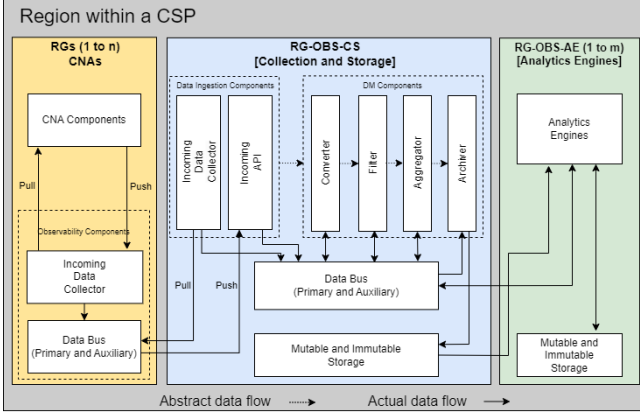 Region within a CSP
RGs (1 to n)
CNAs
CNA Components
Pull
Push
Observability Components
Incoming
Data
Collector
Data Bus
(Primary and Auxiliary)
RG-OBS-CS
[Collection and Storage]
Data Ingestion Components
Incoming
Data
Collector
Incoming
API
DM Components
Converter
Filter
Aggregator
Archiver
Pull
Push
Data Bus
(Primary and Auxiliary)
Mutable and Immutable
Storage
RG-OBS-AE (1 to m)
[Analytics Engines]
Analytics
Engines
Mutable and
Immutable
Storage
Abstract data flow
Actual data flow